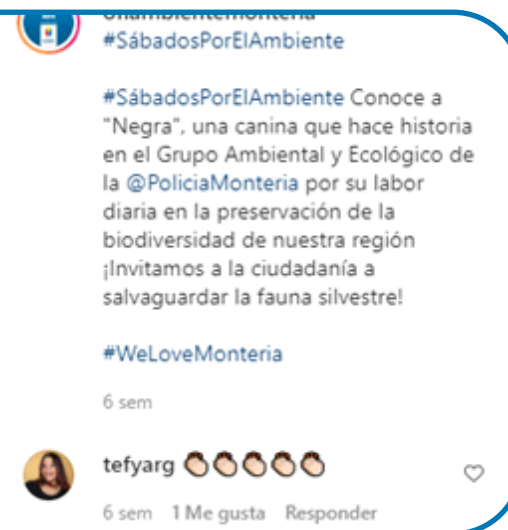 #SábadosPorElAmbiente
#SábadosPorElAmbiente Conoce a
"Negra", una canina que hace historia
en el Grupo Ambiental y Ecológico de
la @PoliciaMonteria por su labor
diaria en la preservación de la
biodiversidad de nuestra región
¡Invitamos a la ciudadanía a
salvaguardar la fauna silvestre!
#WeLoveMonteria
6 sem
tefyarg 👏🏻👏🏻👏🏻👏🏻👏🏻
6 sem 1 Me gusta Responder